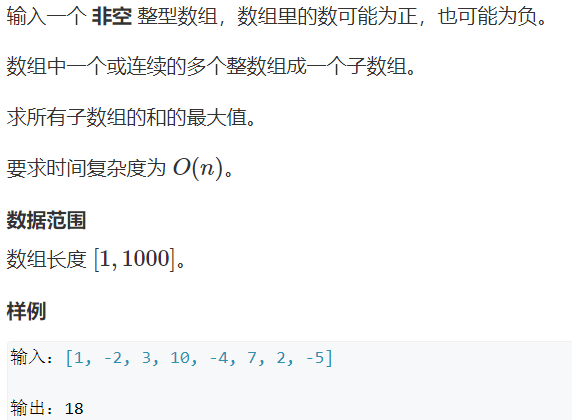 输入一个 非空 整型数组，数组里的数可能为正，也可能为负。
数组中一个或连续的多个整数组成一个子数组。
求所有子数组的和的最大值。
要求时间复杂度为 O(n)。
数据范围
数组长度 [1,1000]。
样例
输入：[1, -2, 3, 10, -4, 7, 2, -5]
输出：18